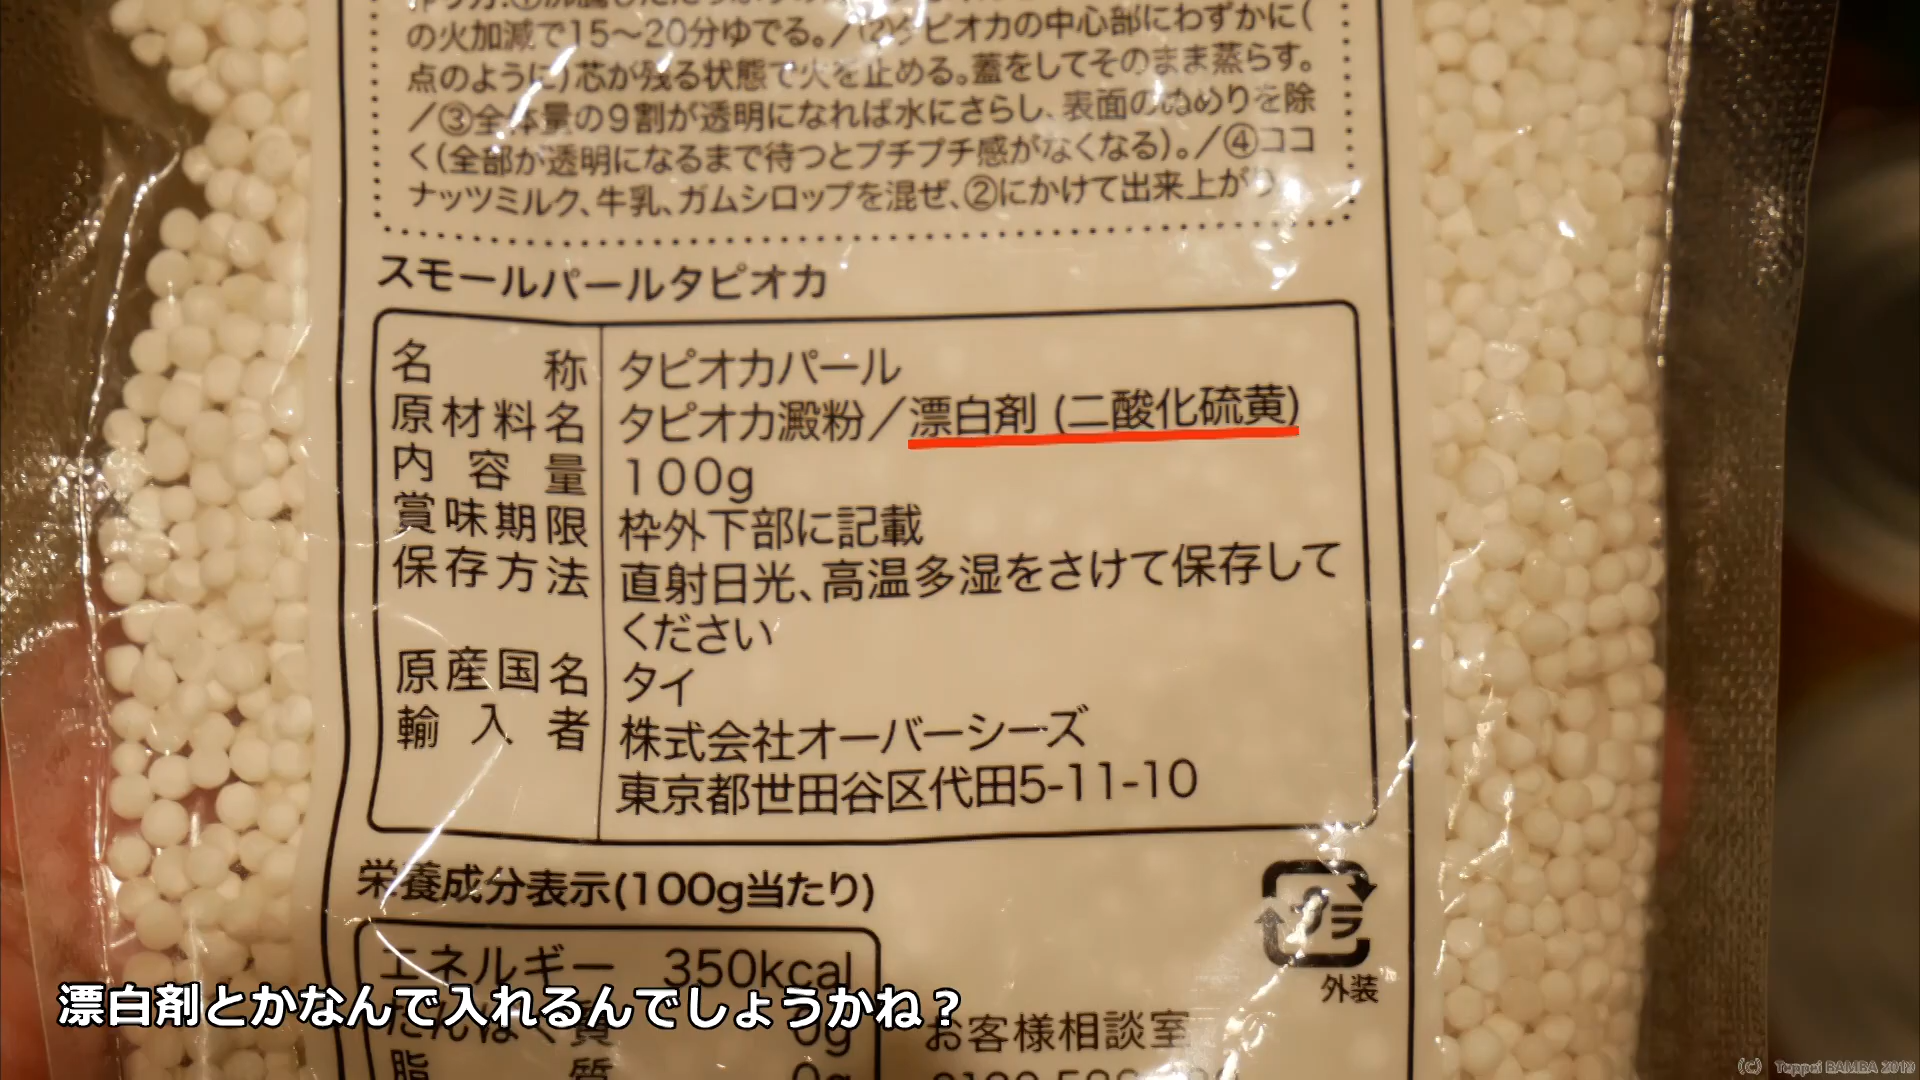 の火加減で15〜20分ゆでる。/②タピオカの中心部にわずかに(
点のように)芯が残る状態で火を止める。蓋をしてそのまま蒸らす。
/③全体量の9割が透明になれば水にさらし、表面のぬめりを除
く(全部が透明になるまで待つとプチプチ感がなくなる)。/④ココ
ナッツミルク、牛乳、ガムシロップを混ぜ、②にかけて出来上がり
スモールパールタピオカ
名称 タピオカパール
原材料名 タピオカ澱粉/漂白剤(二酸化硫黄)
内容量 100g
賞味期限 枠外下部に記載
保存方法 直射日光、高温多湿をさけて保存して
ください
原産国名 タイ
輸入者 株式会社オーバーシーズ
東京都世田谷区代田5-11-10
栄養成分表示(100g当たり)
プラ
外装
エネルギー 350kcal
漂白剤とかなんで入れるんでしょうかね？
たんぱく質 0g
お客様相談室
脂質 0g
(c) Teppei BAMBA 2019